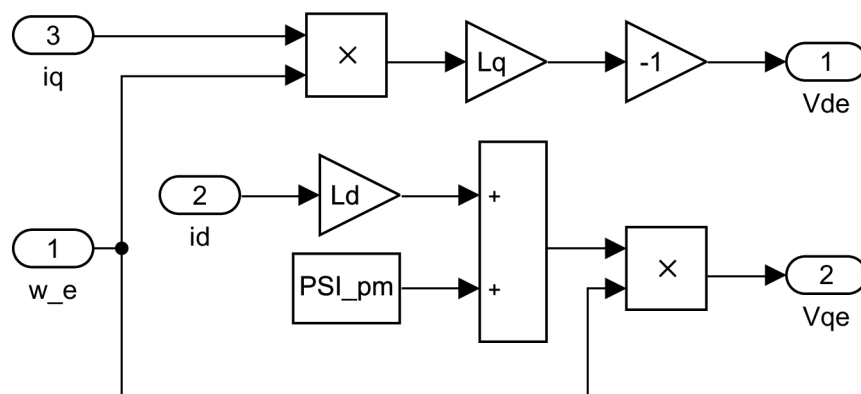 3
iq
×
Lq
-1
1
Vde
2
id
Ld
+
1
w_e
PSI_pm
+
×
2
Vqe